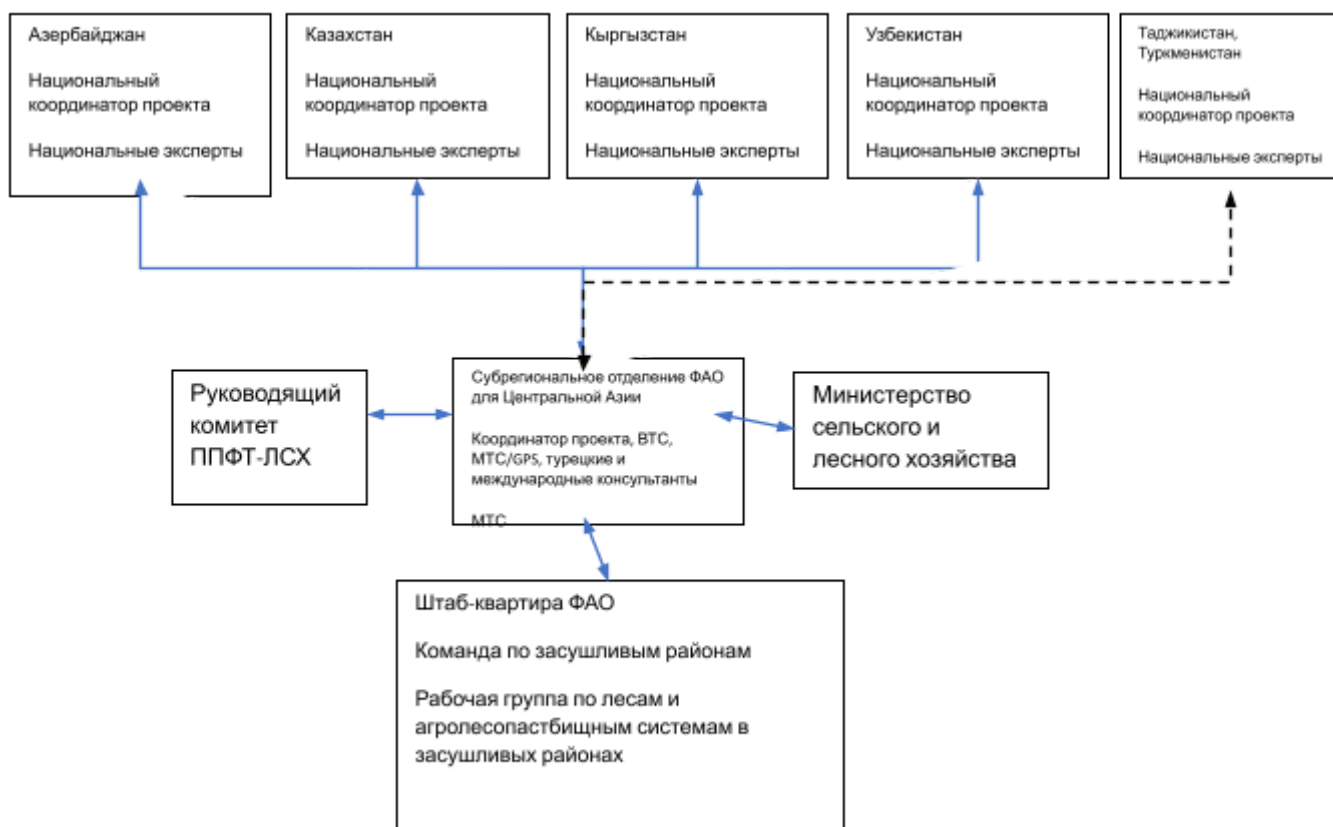 Азербайджан
Национальный
координатор проекта
Национальные эксперты
Казахстан
Национальный
координатор проекта
Национальные эксперты
Кыргызстан
Национальный
координатор проекта
Национальные эксперты
Узбекистан
Национальный
координатор проекта
Национальные эксперты
Таджикистан,
Туркменистан
Национальный
координатор проекта
Национальные эксперты
Руководящий
комитет
ППФТ-ЛСХ
Субрегиональное отделение ФАО
для Центральной Азии
Координатор проекта, ВТС,
МТС/GPS, турецкие и
международные консультанты
МТС
Министерство
сельского и
лесного хозяйства
Штаб-квартира ФАО
Команда по засушливым районам
Рабочая группа по лесам и
агролесопастбищным системам в
засушливых районах